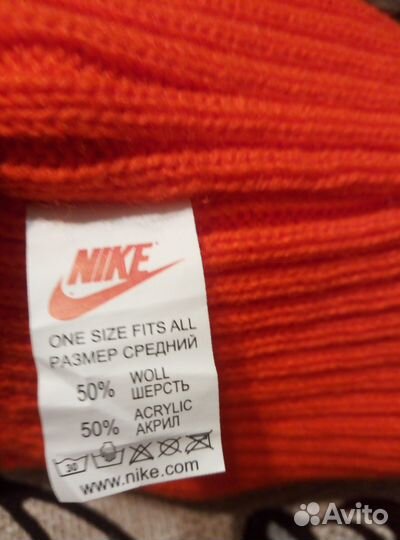 NIKE
ONE SIZE FITS ALL
РАЗМЕР СРЕДНИЙ
50% WOLL
ШЕРСТЬ
50% ACRYLIC
АКРИЛ
30
www.nike.com
Avito